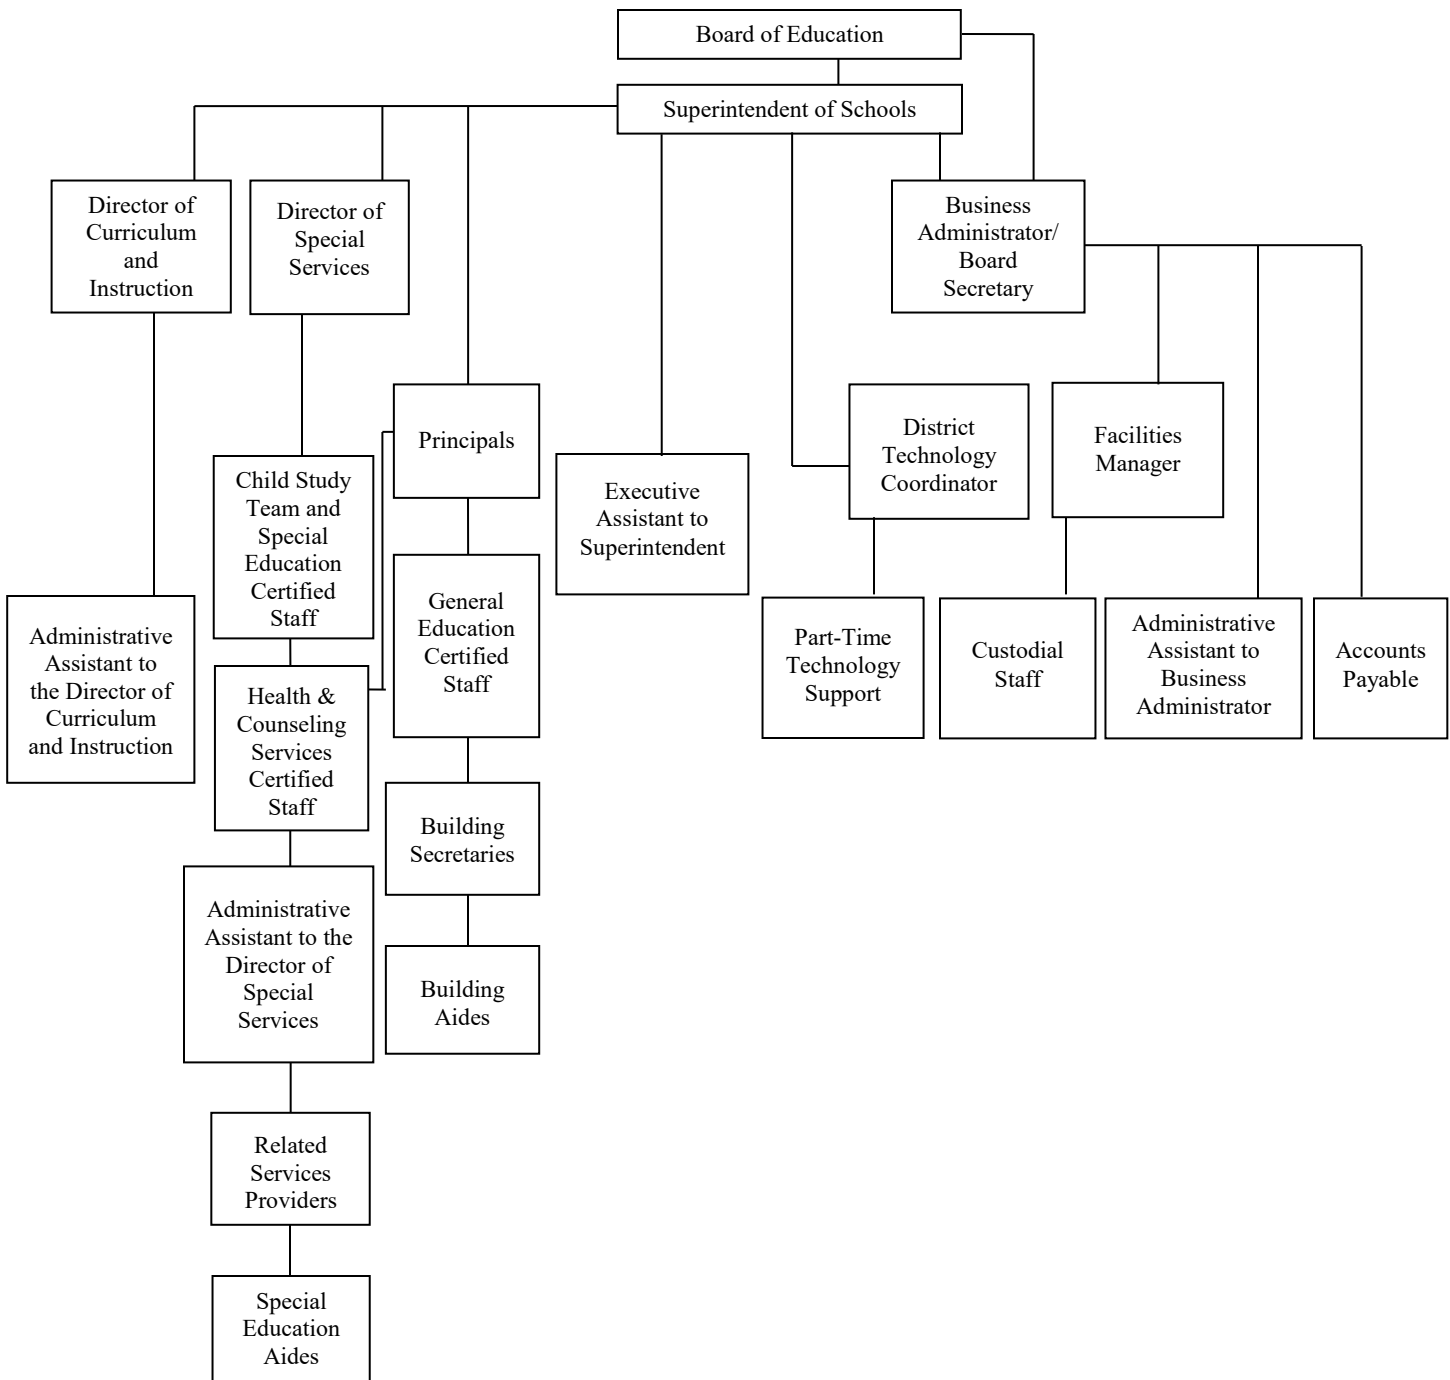 Board of Education
Superintendent of Schools
Director of
Curriculum
and
Instruction
Director of
Special
Services
Business
Administrator/
Board
Secretary
Principals
District
Technology
Coordinator
Facilities
Manager
Child Study
Team and
Special
Education
Certified
Staff
Executive
Assistant to
Superintendent
General
Education
Certified
Staff
Administrative
Assistant to
the Director of
Curriculum
and Instruction
Part-Time
Technology
Support
Custodial
Staff
Administrative
Assistant to
Business
Administrator
Accounts
Payable
Health &
Counseling
Services
Certified
Staff
Building
Secretaries
Administrative
Assistant to the
Director of
Special
Services
Building
Aides
Related
Services
Providers
Special
Education
Aides